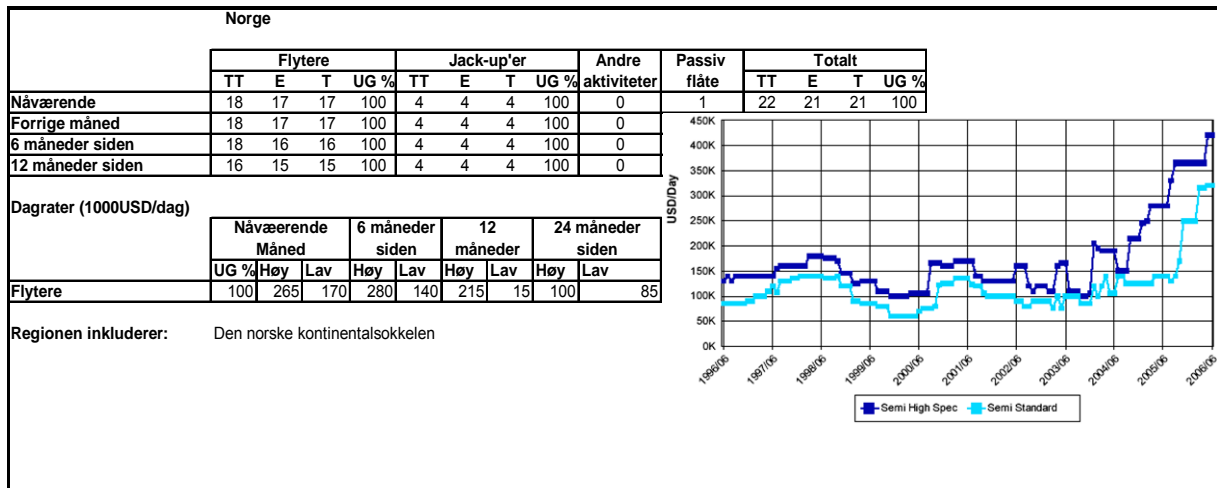 Norge
Flytere Jack-up'er Andre Passiv Totalt
TT E T UG % TT E T UG % aktiviteter flåte TT E T UG %
Nåværende 18 17 17 100 4 4 4 100 0 1 22 21 21 100
Forrige måned 18 17 17 100 4 4 4 100 0
6 måneder siden 18 16 16 100 4 4 4 100 0
12 måneder siden 16 15 15 100 4 4 4 100 0
Dagrater (1000USD/dag)
Nåvæerende 6 måneder 12 24 måneder
Måned siden måneder siden
UG % Høy Lav Høy Lav Høy Lav Høy Lav
Flytere 100 265 170 280 140 215 15 100 85
Regionen inkluderer: Den norske kontinentalsokkelen
USD/Day
450K
400K
350K
300K
250K
200K
150K
100K
50K
0K
1996/06 1997/06 1998/06 1999/06 2000/06 2001/06 2002/06 2003/06 2004/06 2005/06 2006/06
Semi High Spec Semi Standard